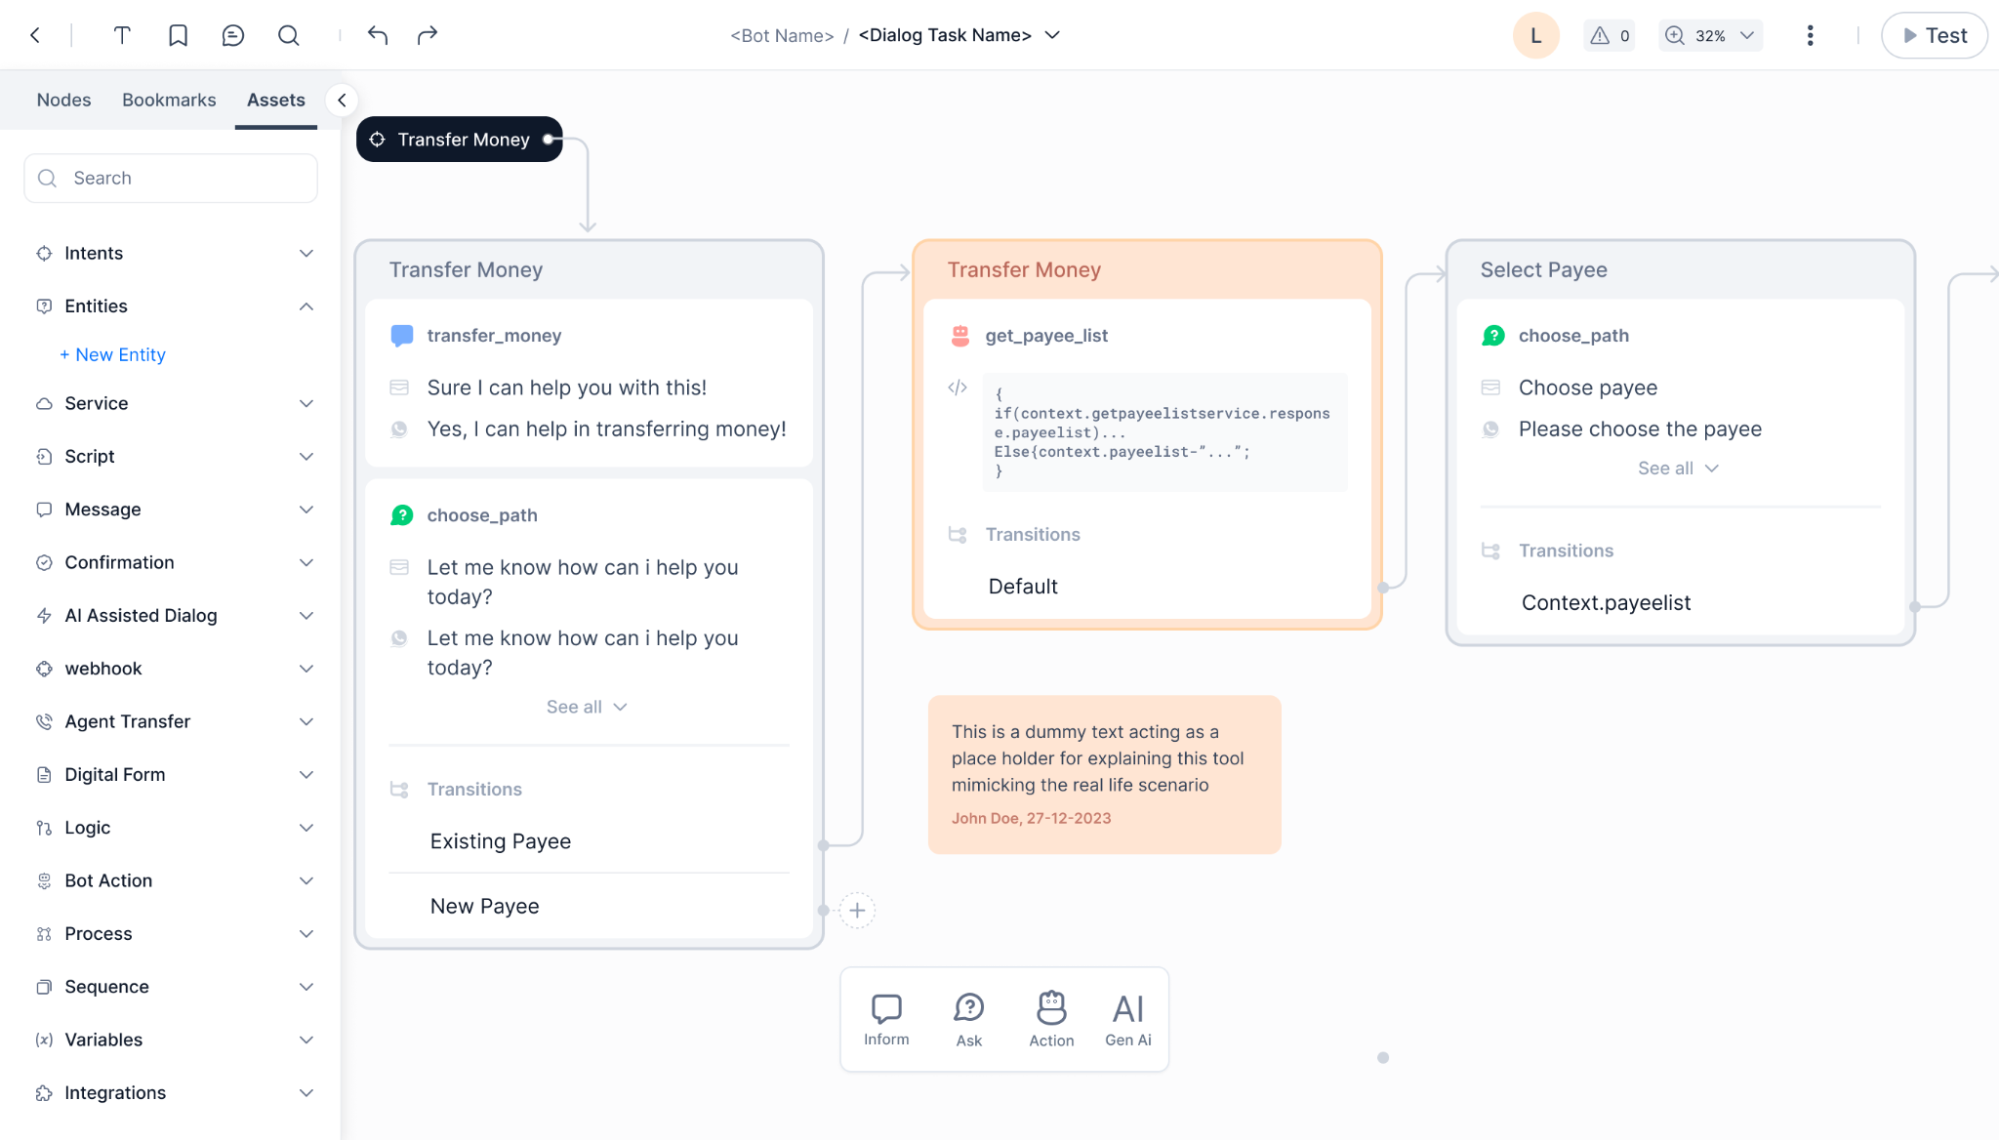 <Bot Name> / <Dialog Task Name>
L
0
32%
Test
Nodes
Bookmarks
Assets
Search
Intents
Entities
+ New Entity
Service
Script
Message
Confirmation
AI Assisted Dialog
webhook
Agent Transfer
Digital Form
Logic
Bot Action
Process
Sequence
Variables
Integrations
Transfer Money
Transfer Money
transfer_money
Sure I can help you with this!
Yes, I can help in transferring money!
choose_path
Let me know how can i help you
today?
Let me know how can i help you
today?
See all
Transitions
Existing Payee
New Payee
Transfer Money
get_payee_list
{
if(context.getpayeelistservice.respons
e.payeelist)...
Else{context.payeelist-"...";
}
Transitions
Default
Select Payee
choose_path
Choose payee
Please choose the payee
See all
Transitions
Context.payeelist
This is a dummy text acting as a
place holder for explaining this tool
mimicking the real life scenario
John Doe, 27-12-2023
Inform
Ask
Action
AI
Gen Ai